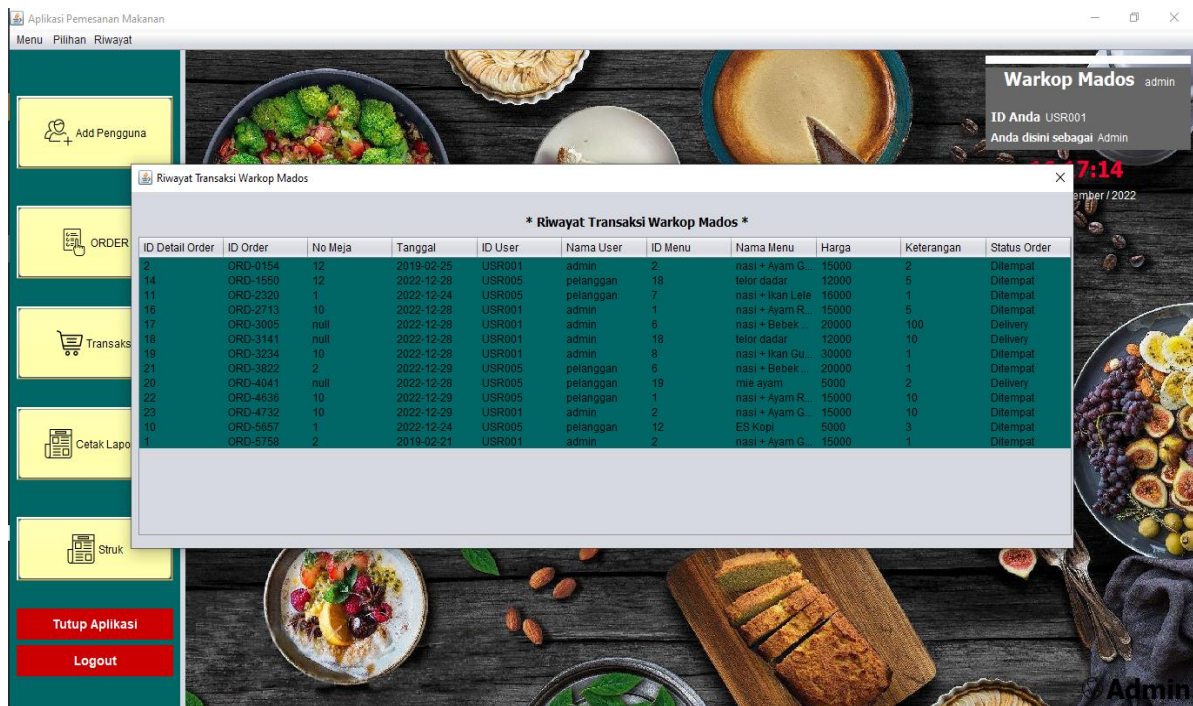 Aplikasi Pemesanan Makanan
Menu Pilihan Riwayat
Warkop Mados admin
ID Anda USR001
Anda disini sebagai Admin
7:14
ember / 2022
Add Pengguna
ORDER
Transaks
Cetak Lapo
Struk
Tutup Aplikasi
Logout
Riwayat Transaksi Warkop Mados
* Riwayat Transaksi Warkop Mados *
ID Detail Order ID Order No Meja Tanggal ID User Nama User ID Menu Nama Menu Harga Keterangan Status Order
2 ORD-0154 12 2019-02-25 USR001 admin 2 nasi + Ayam G... 15000 2 Ditempat
14 ORD-1550 12 2022-12-28 USR005 pelanggan 18 telor dadar 12000 5 Ditempat
11 ORD-2320 1 2022-12-24 USR005 pelanggan 7 nasi + Ikan Lele 16000 1 Ditempat
16 ORD-2713 10 2022-12-28 USR001 admin 1 nasi + Ayam R... 15000 5 Ditempat
17 ORD-3005 null 2022-12-28 USR001 admin 6 nasi + Bebek ... 20000 100 Delivery
18 ORD-3141 null 2022-12-28 USR001 admin 18 telor dadar 12000 10 Delivery
19 ORD-3234 10 2022-12-28 USR001 admin 8 nasi + Ikan Gu... 30000 1 Ditempat
21 ORD-3822 2 2022-12-29 USR005 pelanggan 6 nasi + Bebek ... 20000 1 Ditempat
20 ORD-4041 null 2022-12-28 USR005 pelanggan 19 mie ayam 5000 2 Delivery
22 ORD-4636 10 2022-12-29 USR005 pelanggan 1 nasi + Ayam R... 15000 10 Ditempat
23 ORD-4732 10 2022-12-29 USR001 admin 2 nasi + Ayam G... 15000 10 Ditempat
10 ORD-5657 1 2022-12-24 USR005 pelanggan 12 ES Kopi 5000 3 Ditempat
1 ORD-5758 2 2019-02-21 USR001 admin 2 nasi + Ayam G... 15000 1 Ditempat
Admin